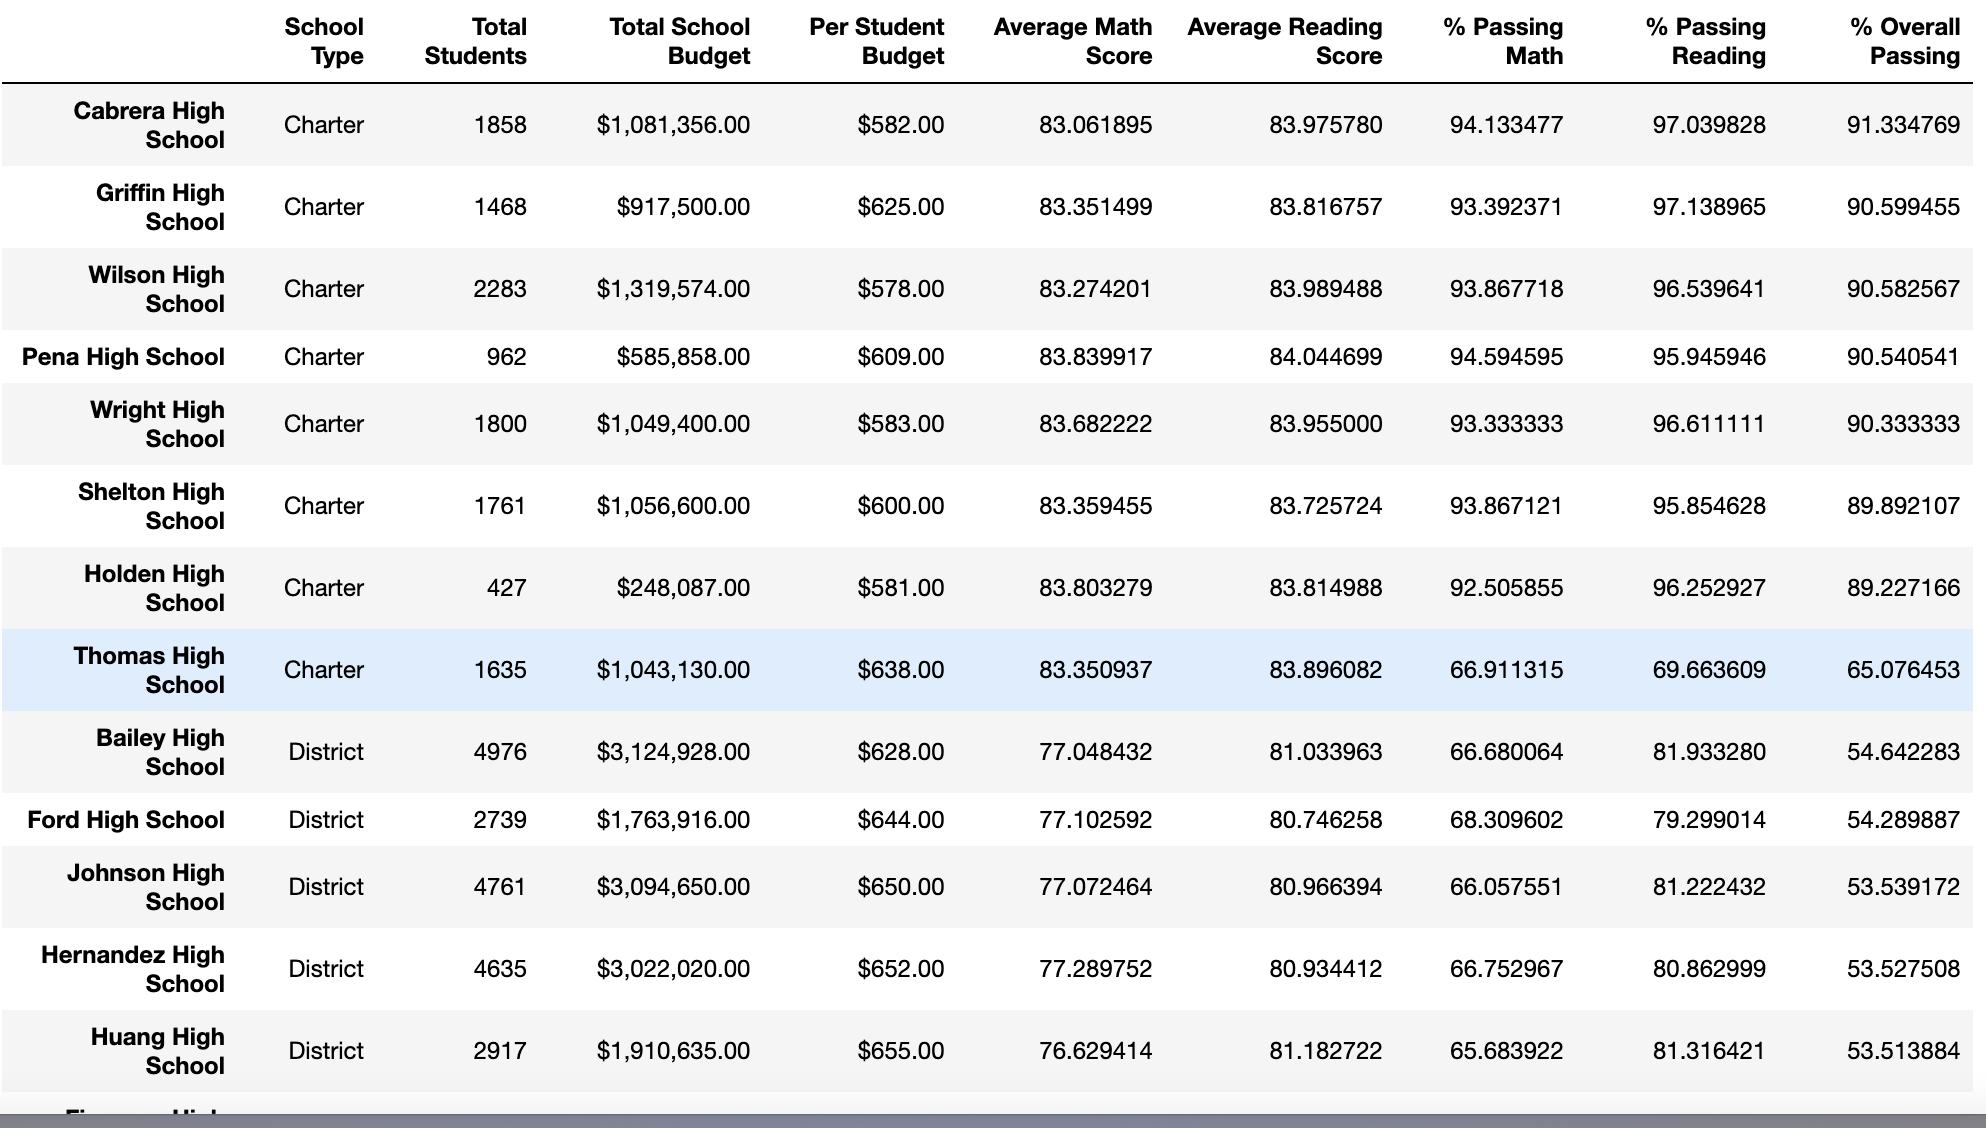 School Type Total Students Total School Budget Per Student Budget Average Math Score Average Reading Score % Passing Math % Passing Reading % Overall Passing
Cabrera High School Charter 1858 $1,081,356.00 $582.00 83.061895 83.975780 94.133477 97.039828 91.334769
Griffin High School Charter 1468 $917,500.00 $625.00 83.351499 83.816757 93.392371 97.138965 90.599455
Wilson High School Charter 2283 $1,319,574.00 $578.00 83.274201 83.989488 93.867718 96.539641 90.582567
Pena High School Charter 962 $585,858.00 $609.00 83.839917 84.044699 94.594595 95.945946 90.540541
Wright High School Charter 1800 $1,049,400.00 $583.00 83.682222 83.955000 93.333333 96.611111 90.333333
Shelton High School Charter 1761 $1,056,600.00 $600.00 83.359455 83.725724 93.867121 95.854628 89.892107
Holden High School Charter 427 $248,087.00 $581.00 83.803279 83.814988 92.505855 96.252927 89.227166
Thomas High School Charter 1635 $1,043,130.00 $638.00 83.350937 83.896082 66.911315 69.663609 65.076453
Bailey High School District 4976 $3,124,928.00 $628.00 77.048432 81.033963 66.680064 81.933280 54.642283
Ford High School District 2739 $1,763,916.00 $644.00 77.102592 80.746258 68.309602 79.299014 54.289887
Johnson High School District 4761 $3,094,650.00 $650.00 77.072464 80.966394 66.057551 81.222432 53.539172
Hernandez High School District 4635 $3,022,020.00 $652.00 77.289752 80.934412 66.752967 80.862999 53.527508
Huang High School District 2917 $1,910,635.00 $655.00 76.629414 81.182722 65.683922 81.316421 53.513884